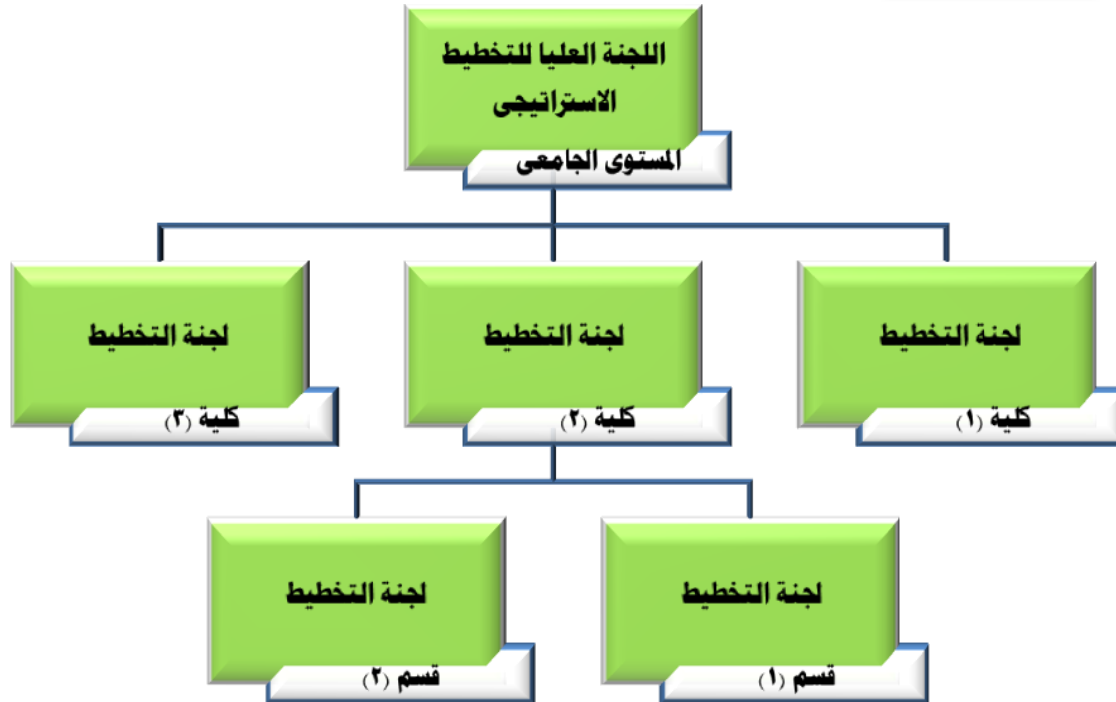 اللجنة العليا للتخطيط
الاستراتيجى
المستوى الجامعى
لجنة التخطيط
كلية (١)
لجنة التخطيط
كلية (٢)
لجنة التخطيط
كلية (٣)
لجنة التخطيط
قسم (١)
لجنة التخطيط
قسم (٢)